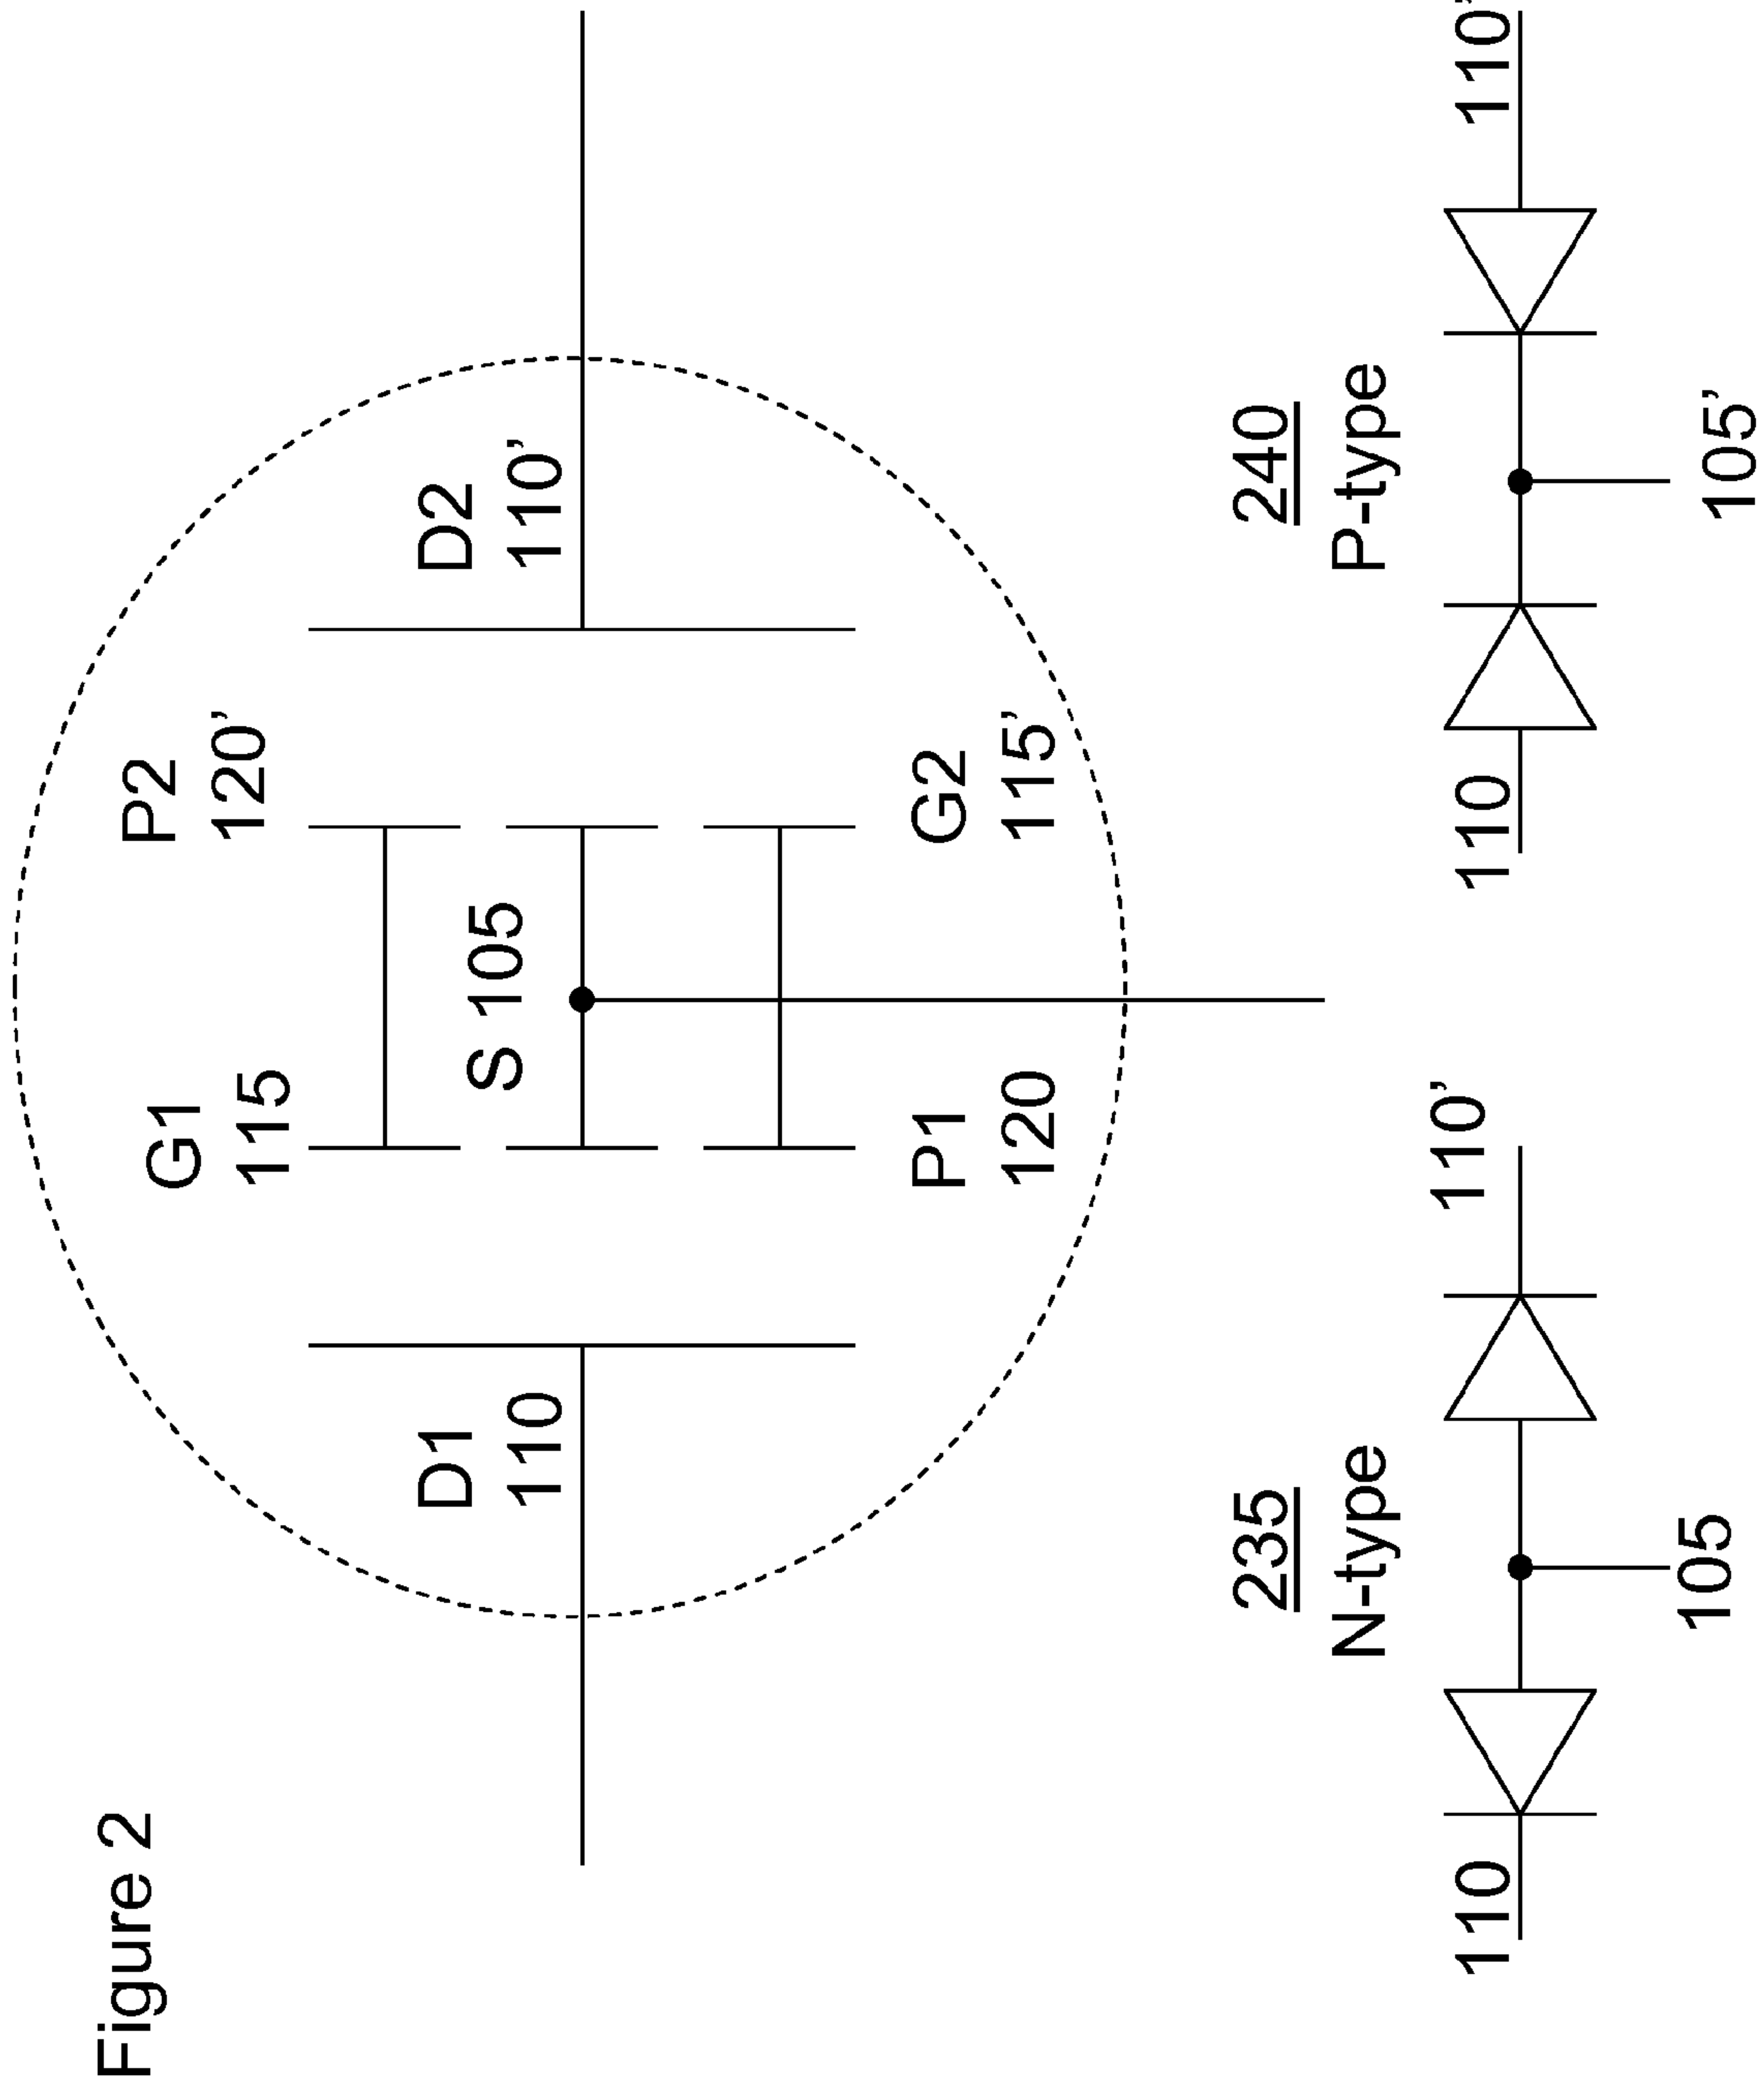 Figure 2
G1
115
P2
120’
D1
110
S 105
D2
110’
P1
120
G2
115’
235
N-type
110
110’
105
240
P-type
110
110’
105’